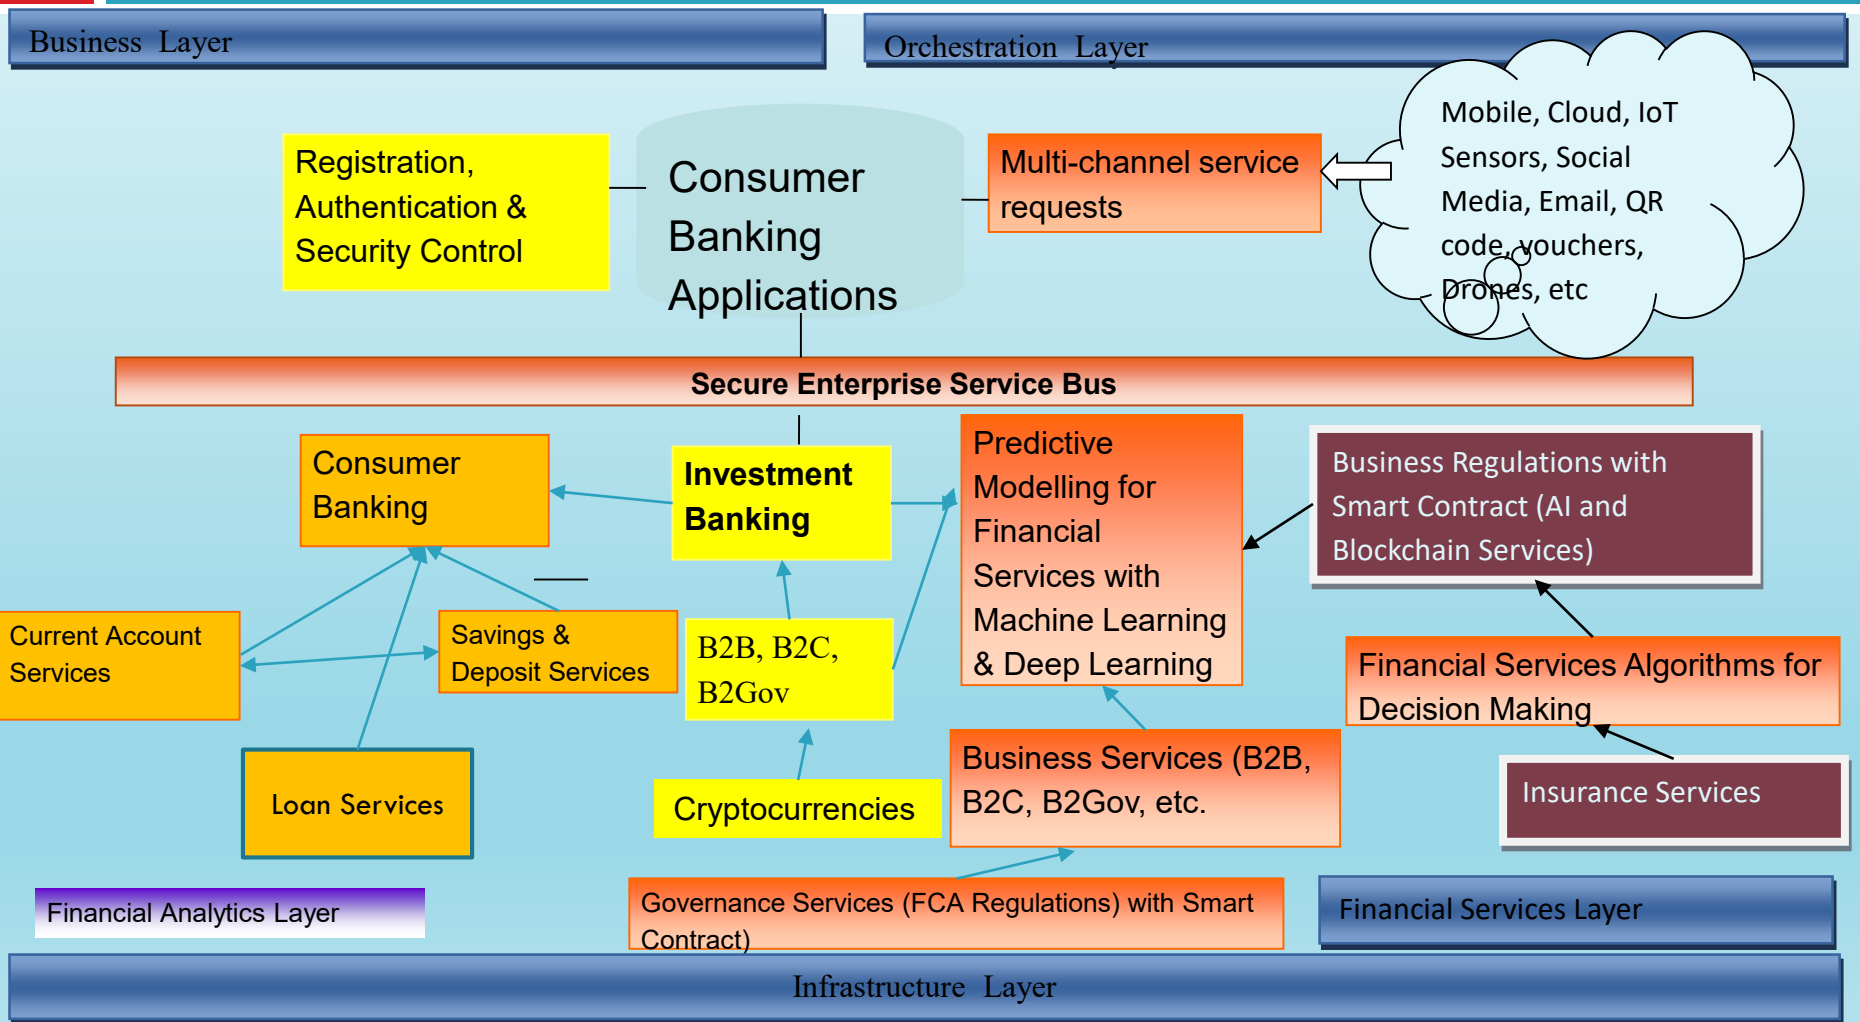 Business Layer
Orchestration Layer
Registration,
Authentication &
Security Control
Consumer
Banking
Applications
Multi-channel service
requests
Mobile, Cloud, IoT
Sensors, Social
Media, Email, QR
code, vouchers,
Drones, etc
Secure Enterprise Service Bus
Consumer
Banking
Investment
Banking
Predictive
Modelling for
Financial
Services with
Machine Learning
& Deep Learning
Business Regulations with
Smart Contract (AI and
Blockchain Services)
Current Account
Services
Savings &
Deposit Services
B2B, B2C,
B2Gov
Financial Services Algorithms for
Decision Making
Loan Services
Cryptocurrencies
Business Services (B2B,
B2C, B2Gov, etc.
Insurance Services
Financial Analytics Layer
Governance Services (FCA Regulations) with Smart
Contract)
Financial Services Layer
Infrastructure Layer